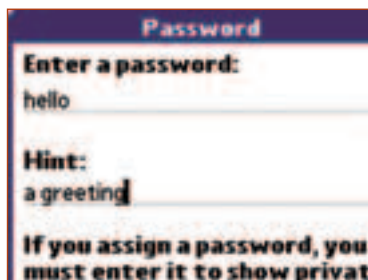 Password
Enter a password:
hello
Hint:
a greeting
If you assign a password, you
must enter it to show privat